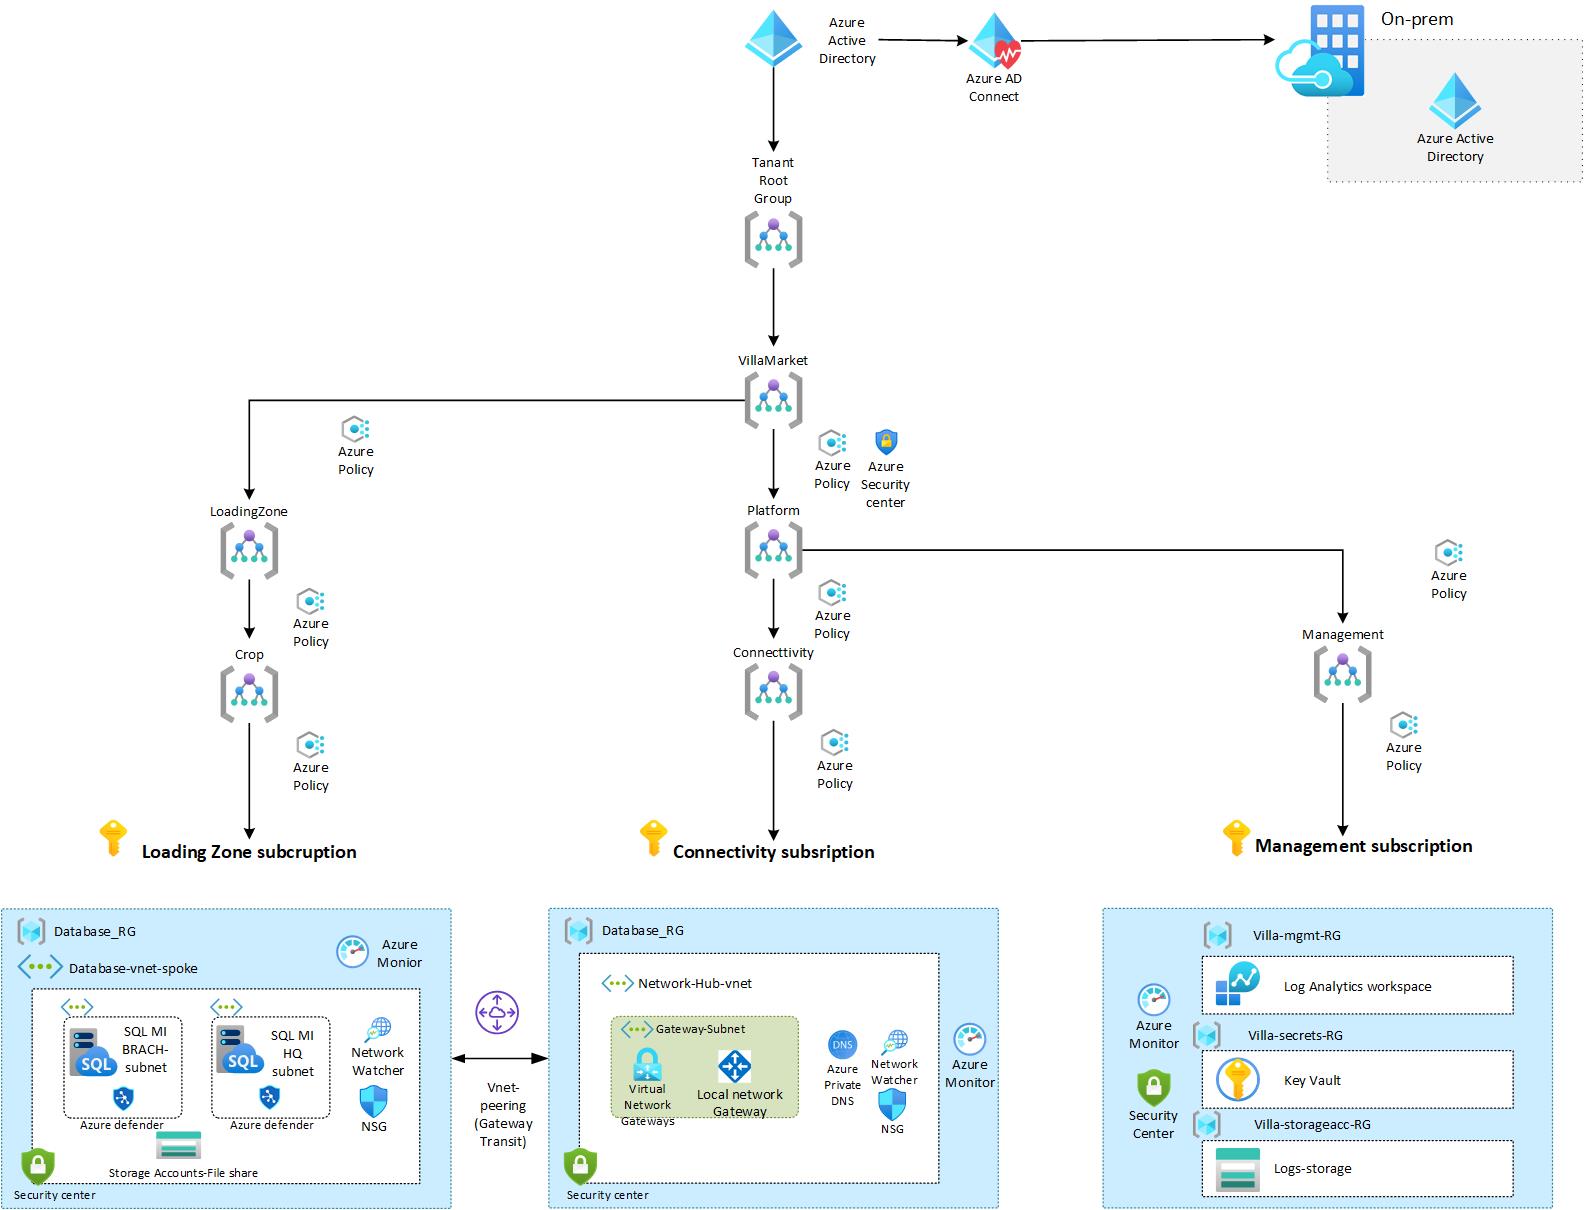 Azure
Active
Directory
Azure AD
Connect
On-prem
Azure Active
Directory
Tanant
Root
Group
VillaMarket
Azure
Policy
Azure
Policy
Azure
Security
center
LoadingZone
Platform
Azure
Policy
Azure
Policy
Azure
Policy
Crop
Connecttivity
Management
Azure
Policy
Azure
Policy
Azure
Policy
Loading Zone subcruption
Connectivity subsription
Management subscription
Database_RG
Azure
Monior
Database-vnet-spoke
SQL MI
BRACH-
subnet
SQL
Azure defender
SQL MI
HQ
subnet
SQL
Azure defender
Network
Watcher
NSG
Storage Accounts-File share
Security center
Vnet-
peering
(Gateway
Transit)
Database_RG
Network-Hub-vnet
Gateway-Subnet
Virtual
Network
Gateways
Local network
Gateway
DNS
Azure
Private
DNS
Network
Watcher
NSG
Azure
Monitor
Security center
Villa-mgmt-RG
Log Analytics workspace
Azure
Monitor
Villa-secrets-RG
Key Vault
Security
Center
Villa-storageacc-RG
Logs-storage